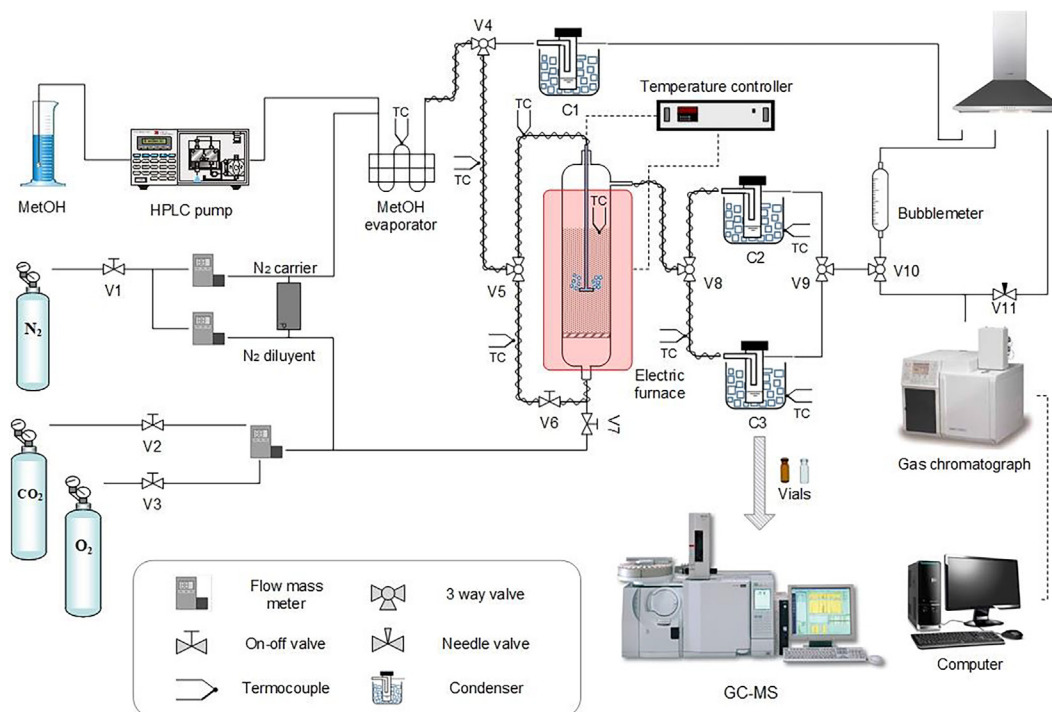 V4
TC
C1
Temperature controller
TC
TC
MetOH
HPLC pump
MetOH
evaporator
TC
C2
TC
Bubblemeter
N₂ carrier
V1
V5
V8
V9
V10
V11
N₂
N₂ diluyent
TC
TC
Electric
furnace
V6
V7
C3
TC
V2
CO₂
V3
O₂
Gas chromatograph
Vials
Flow mass
meter
3 way valve
On-off valve
Needle valve
Termocouple
Condenser
GC-MS
Computer